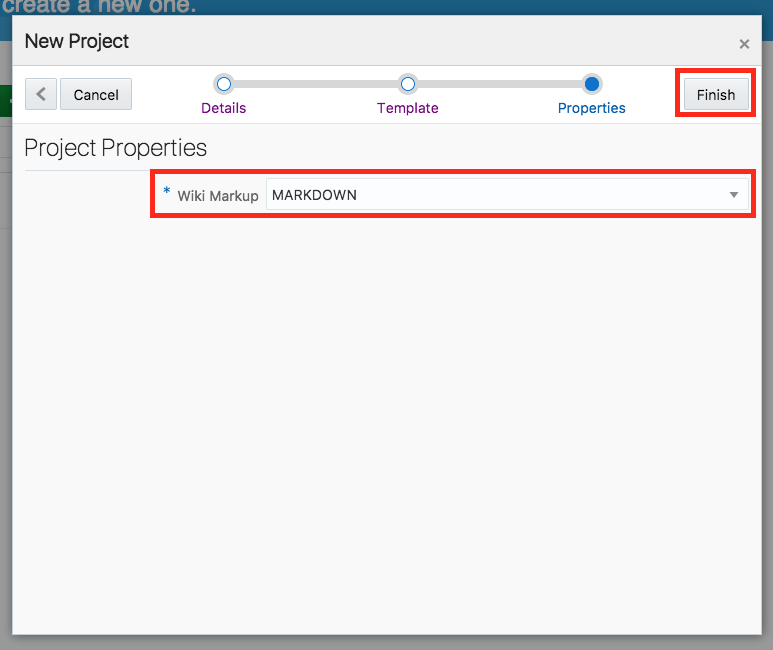 create a new one.
New Project
×
Cancel
Details
Template
Properties
Finish
Project Properties
* Wiki Markup MARKDOWN